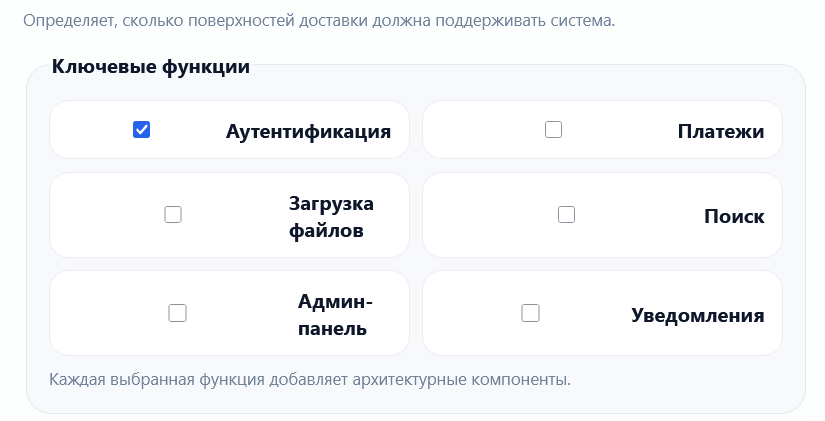 Определяет, сколько поверхностей доставки должна поддерживать система.
Ключевые функции
Аутентификация
Платежи
Загрузка
файлов
Поиск
Админ-
панель
Уведомления
Каждая выбранная функция добавляет архитектурные компоненты.